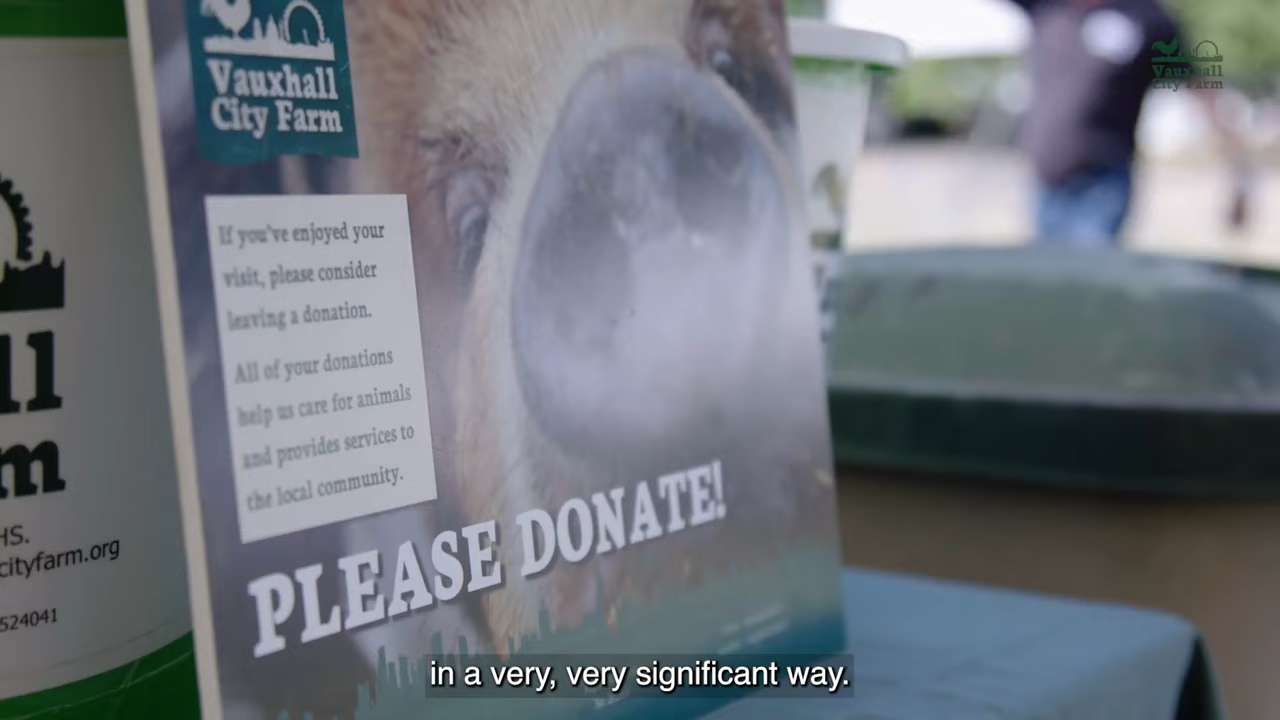 Vauxhall
City Farm
Vauxhall
City Farm
If you've enjoyed your
visit, please consider
leaving a donation.
All of your donations
help us care for animals
and provides services to
the local community.
PLEASE DONATE!
ll
m
HS.
cityfarm.org
524041
in a very, very significant way.